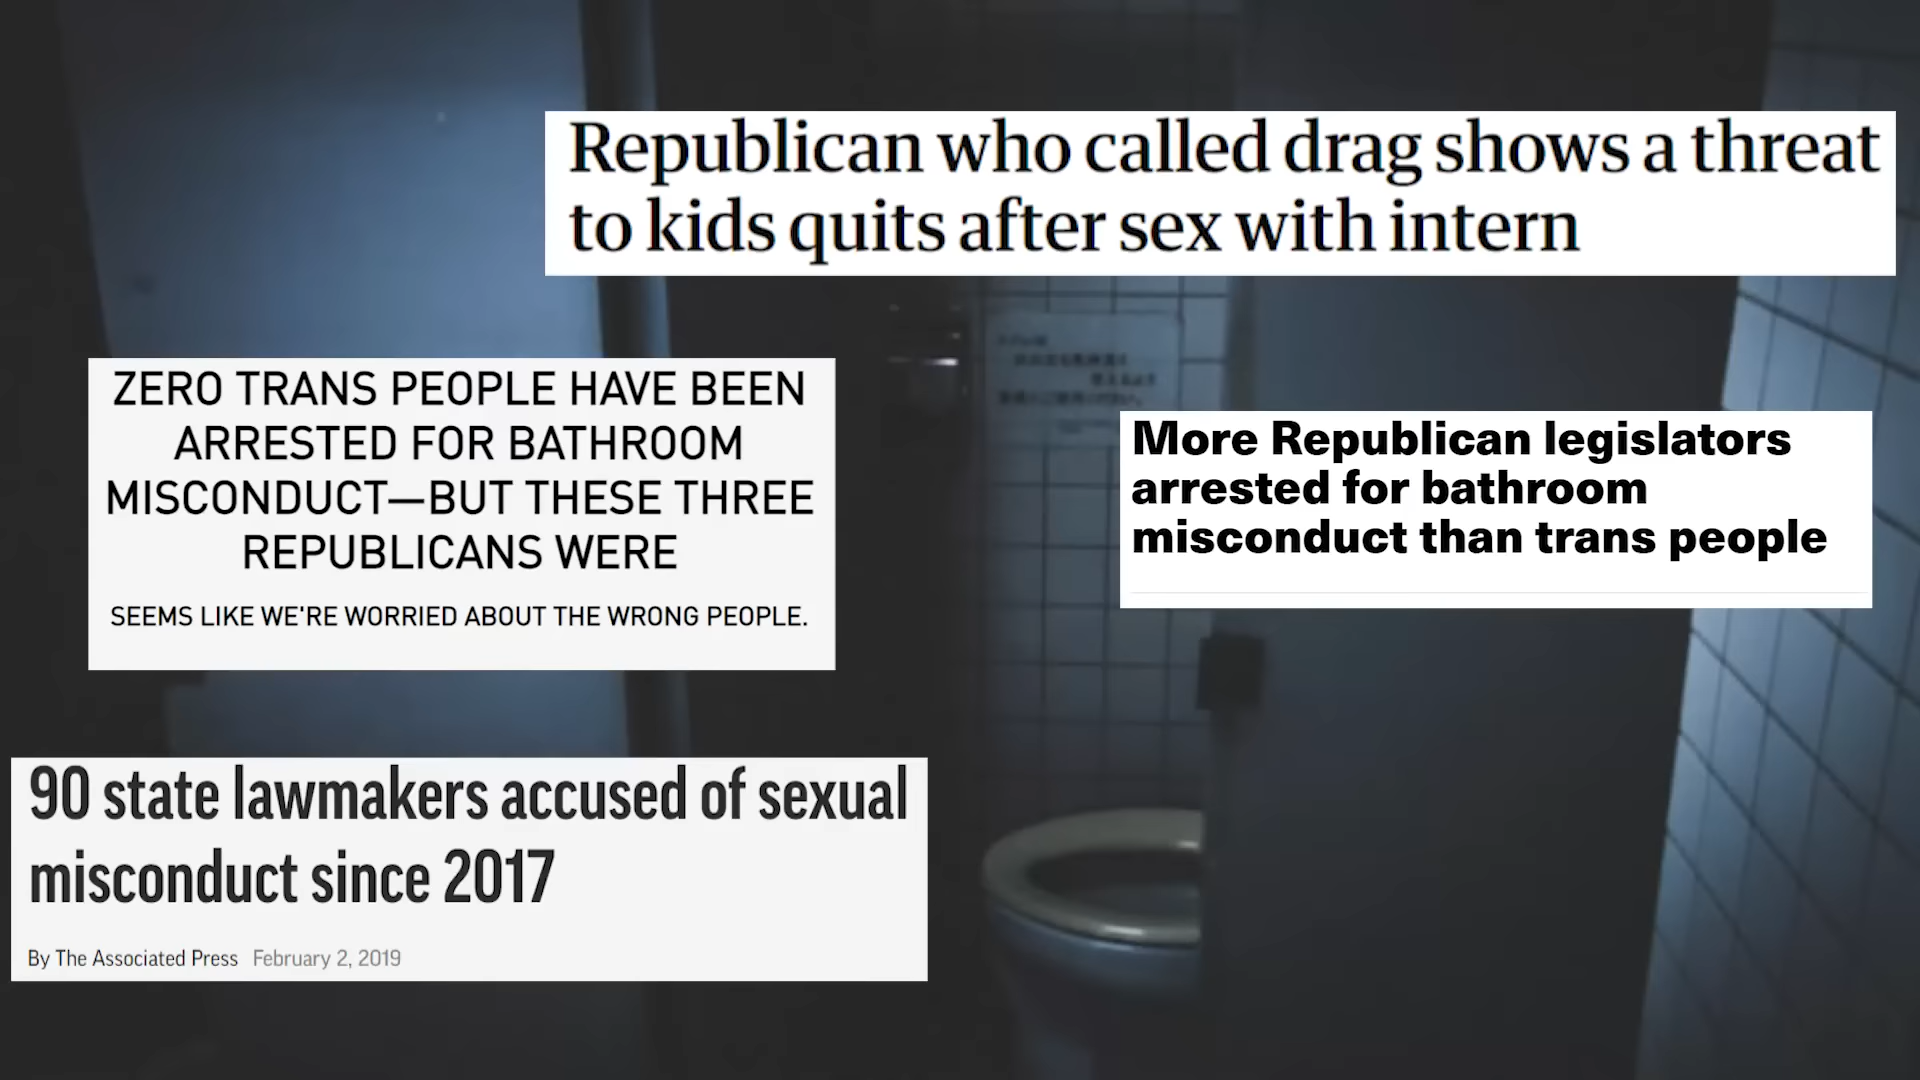 Republican who called drag shows a threat
to kids quits after sex with intern
ZERO TRANS PEOPLE HAVE BEEN
ARRESTED FOR BATHROOM
MISCONDUCT—BUT THESE THREE
REPUBLICANS WERE
SEEMS LIKE WE'RE WORRIED ABOUT THE WRONG PEOPLE.
More Republican legislators
arrested for bathroom
misconduct than trans people
90 state lawmakers accused of sexual
misconduct since 2017
By The Associated Press February 2, 2019